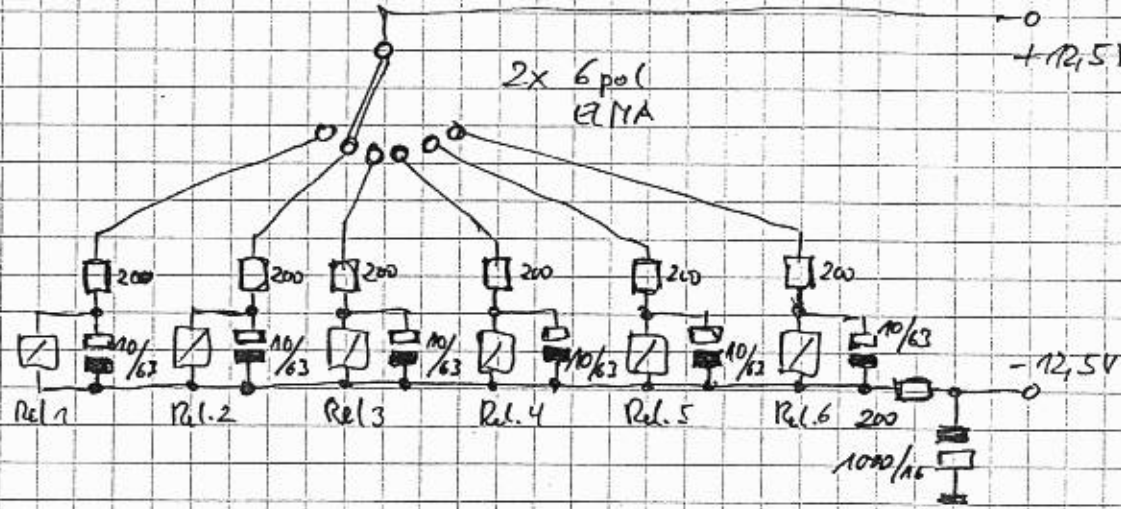 +12,5V
2x 6pol
ELMA
200 200 200 200 200 200
10/63 10/63 10/63 10/63 10/63 10/63
-12,5V
Rel 1 Rel.2 Rel 3 Rel.4 Rel.5 Rel.6 200
1000/16